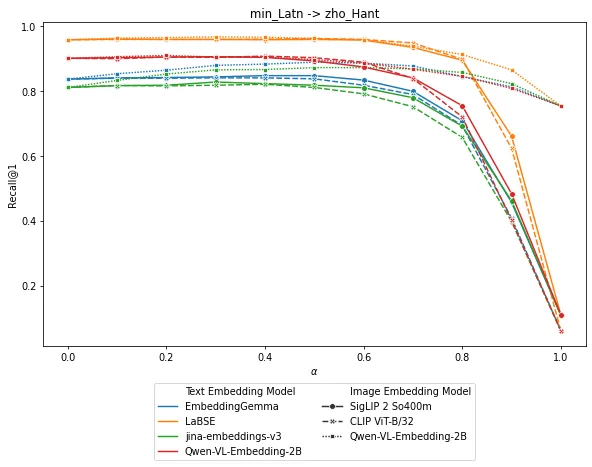 min_Latn -> zho_Hant
Recall@1
1.0
0.8
0.6
0.4
0.2
0.0 0.2 0.4 0.6 0.8 1.0
α
Text Embedding Model
EmbeddingGemma
LaBSE
jina-embeddings-v3
Qwen-VL-Embedding-2B
Image Embedding Model
SigLIP 2 So400m
CLIP ViT-B/32
Qwen-VL-Embedding-2B